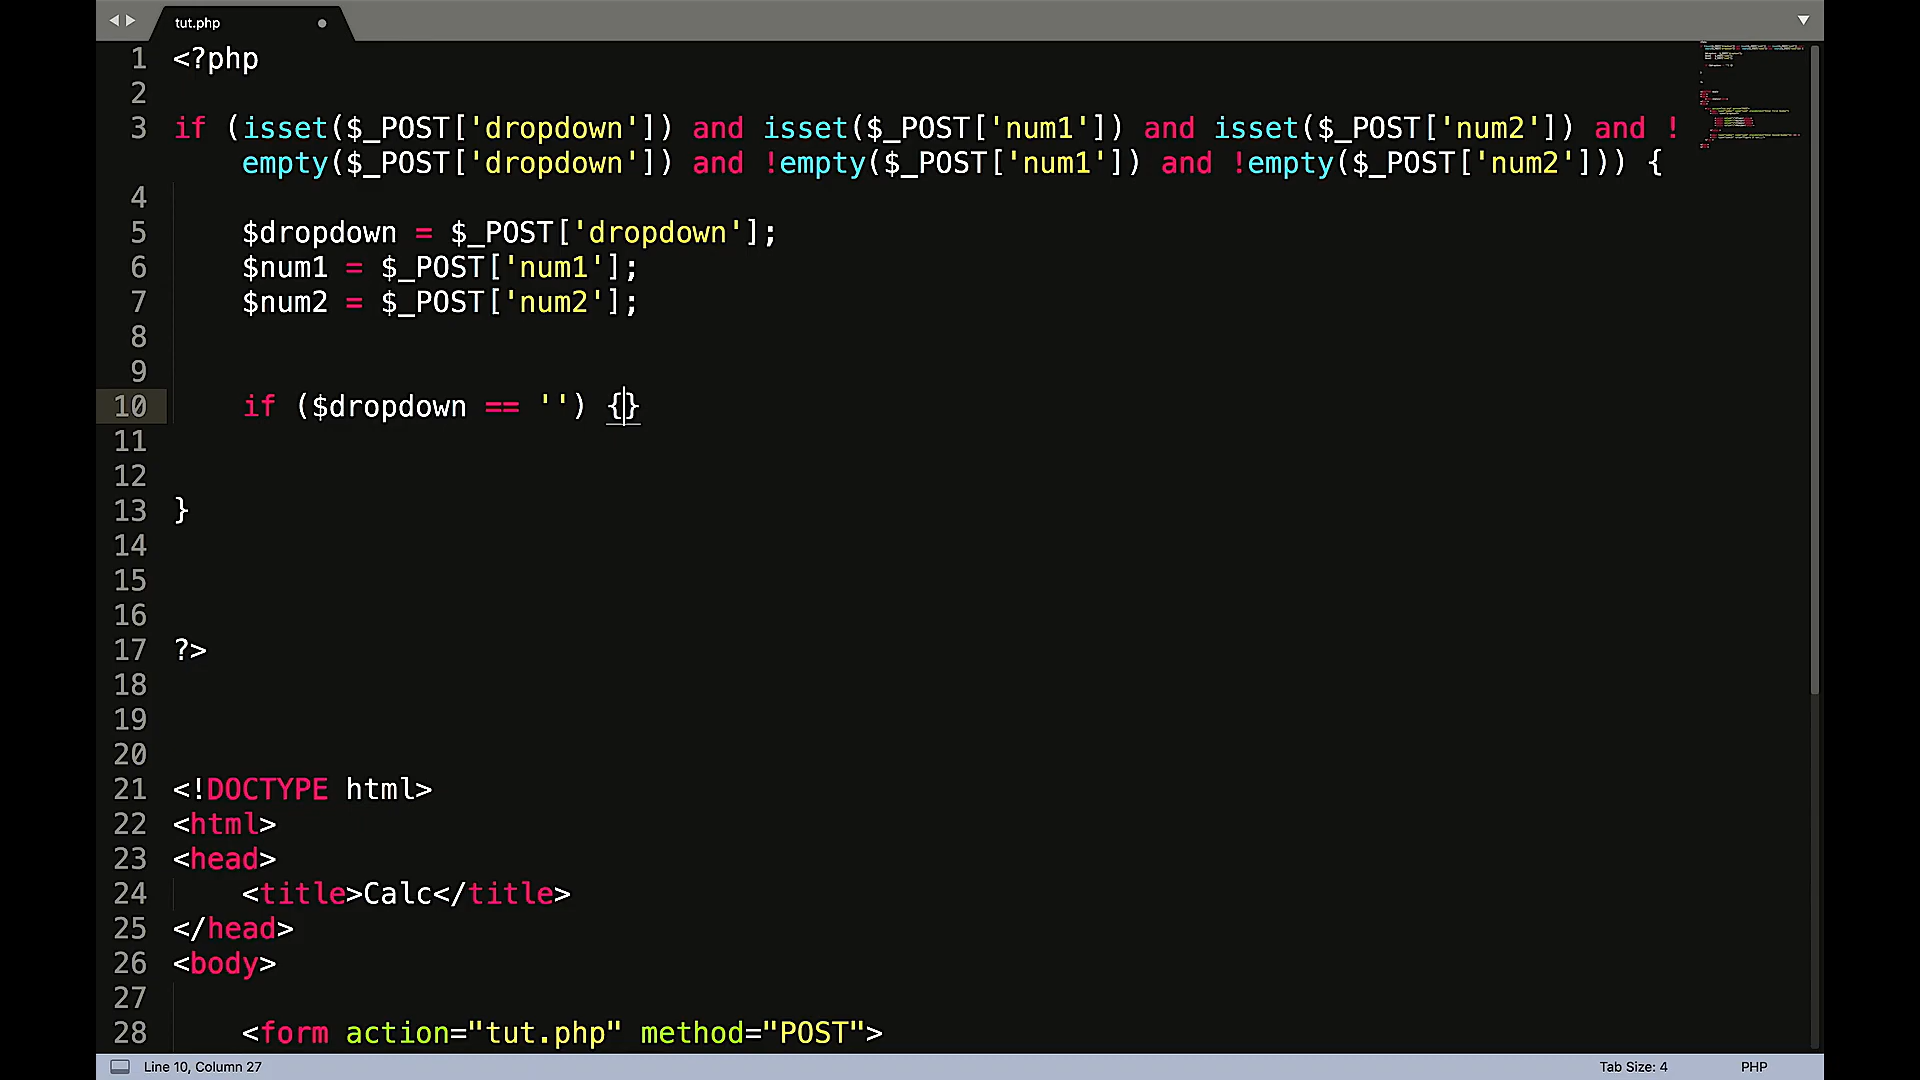 tut.php
1 <?php
2
3 if (isset($_POST['dropdown']) and isset($_POST['num1']) and isset($_POST['num2']) and !
empty($_POST['dropdown']) and !empty($_POST['num1']) and !empty($_POST['num2'])) {
4
5 $dropdown = $_POST['dropdown'];
6 $num1 = $_POST['num1'];
7 $num2 = $_POST['num2'];
8
9
10 if ($dropdown == '') {}
11
12
13 }
14
15
16
17 ?>
18
19
20
21 <!DOCTYPE html>
22 <html>
23 <head>
24 <title>Calc</title>
25 </head>
26 <body>
27
28 <form action="tut.php" method="POST">
Line 10, Column 27
Tab Size: 4
PHP